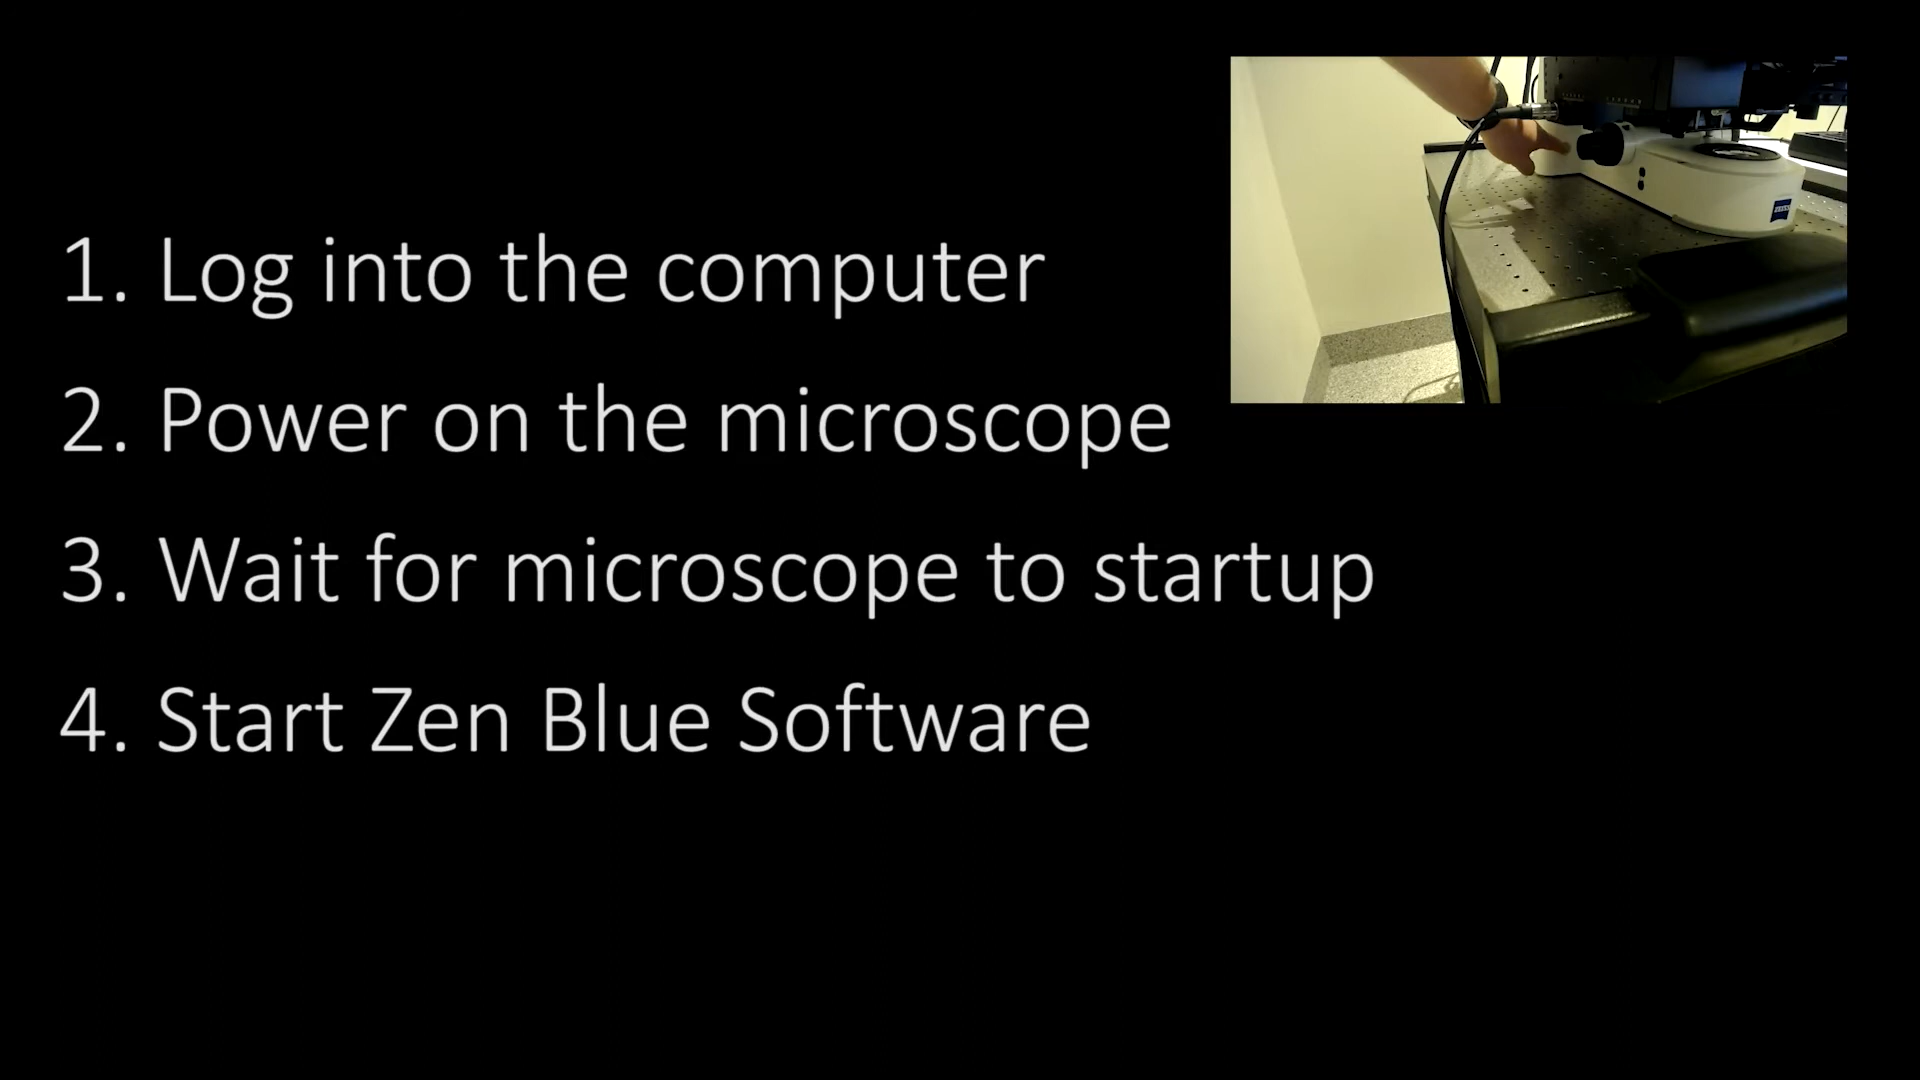 1. Log into the computer
2. Power on the microscope
3. Wait for microscope to startup
4. Start Zen Blue Software
ZEISS